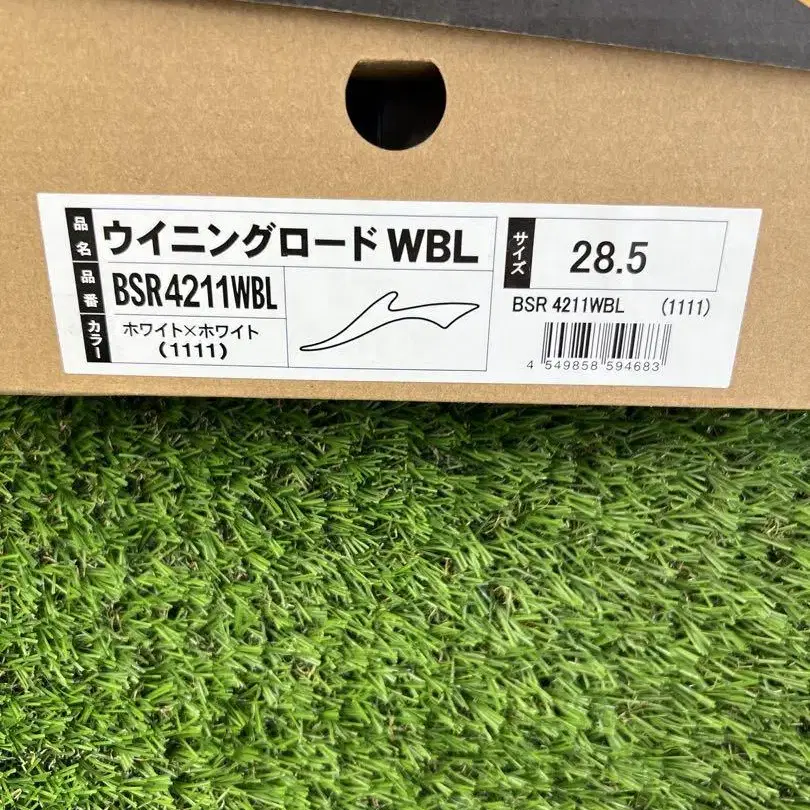 品名 ウイニングロード WBL
品番 BSR4211WBL
カラー ホワイト×ホワイト
(1111)
サイズ 28.5
BSR 4211WBL (1111)
4 549858 594683